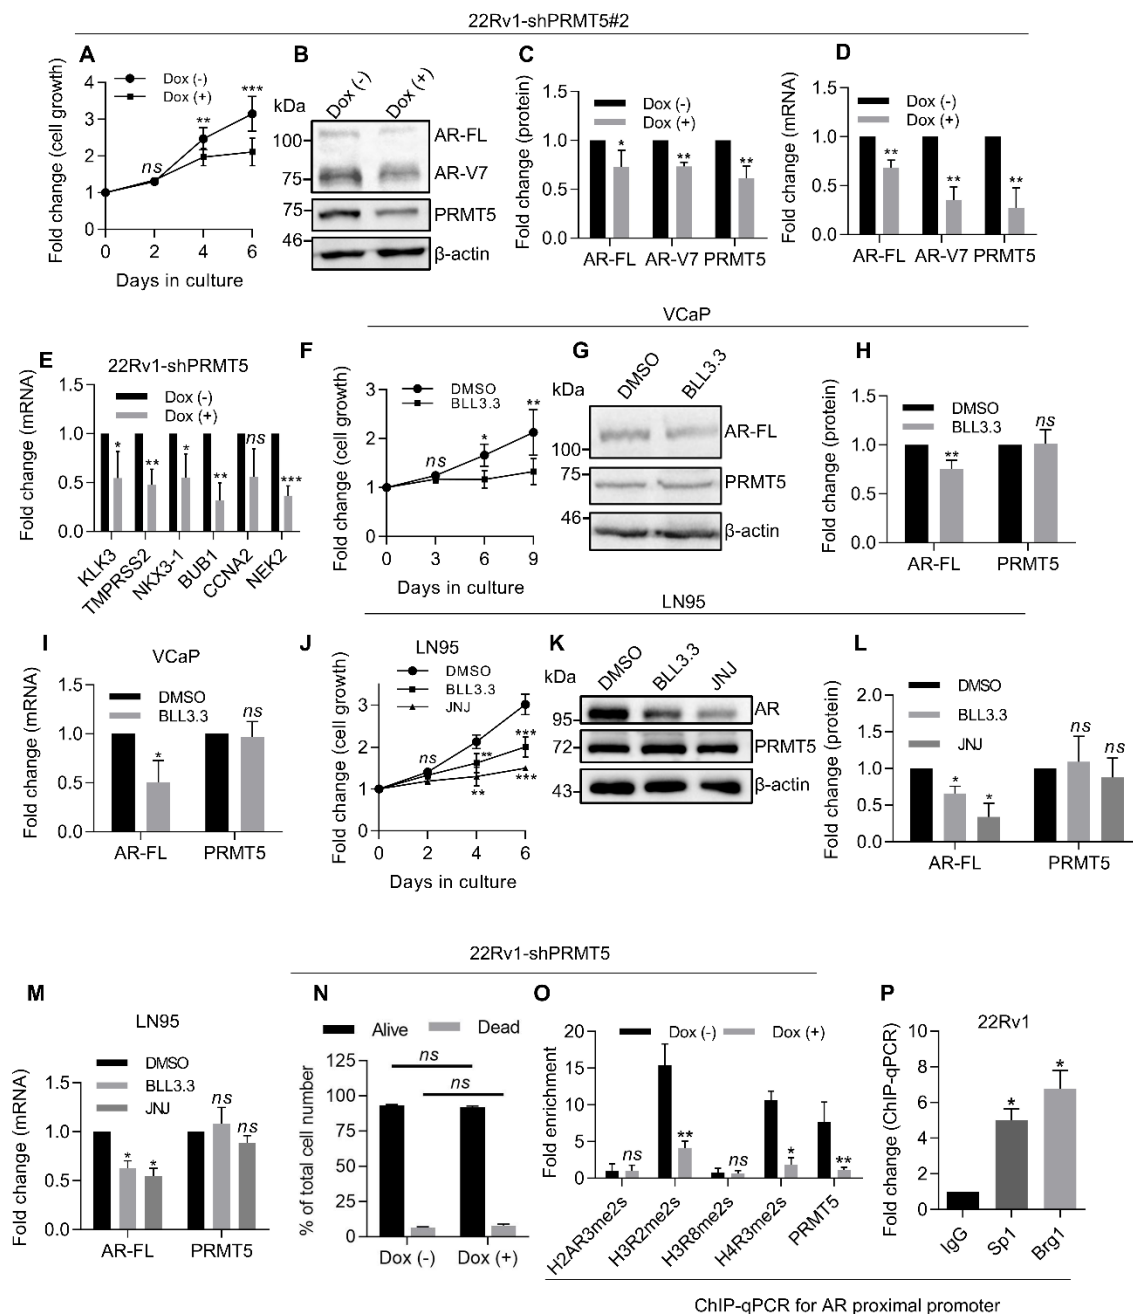 22Rv1-shPRMT5#2
A
Dox (-)
Dox (+)
Fold change (cell growth)
4
3
2
1
0
ns
**
***
0 2 4 6
Days in culture
B
kDa
Dox (-)
Dox (+)
100
75
75
46
AR-FL
AR-V7
PRMT5
β-actin
C
Dox (-)
Dox (+)
Fold change (protein)
1.0
0.5
0.0
*
**
**
AR-FL AR-V7 PRMT5
D
Dox (-)
Dox (+)
Fold change (mRNA)
1.0
0.5
0.0
**
**
**
AR-FL AR-V7 PRMT5
E
22Rv1-shPRMT5
Dox (-)
Dox (+)
Fold change (mRNA)
1.5
1.0
0.5
0.0
*
**
*
**
ns
***
KLK3
TMPRSS2
NKX3-1
BUB1
CCNA2
NEK2
VCaP
F
DMSO
BLL3.3
Fold change (cell growth)
3
2
1
0
ns
*
**
0 3 6 9
Days in culture
G
kDa
DMSO
BLL3.3
100
75
46
AR-FL
PRMT5
β-actin
H
DMSO
BLL3.3
Fold change (protein)
1.5
1.0
0.5
0.0
**
ns
AR-FL PRMT5
I
VCaP
DMSO
BLL3.3
Fold change (mRNA)
1.5
1.0
0.5
0.0
*
ns
AR-FL PRMT5
LN95
J
LN95
DMSO
BLL3.3
JNJ
Fold change (cell growth)
3
2
1
0
ns
**
**
***
***
0 2 4 6
Days in culture
K
kDa
DMSO
BLL3.3
JNJ
95
72
43
AR
PRMT5
β-actin
L
DMSO
BLL3.3
JNJ
Fold change (protein)
2.0
1.5
1.0
0.5
0.0
*
*
ns
ns
AR-FL PRMT5
M
LN95
DMSO
BLL3.3
JNJ
Fold change (mRNA)
1.5
1.0
0.5
0.0
*
*
ns
ns
AR-FL PRMT5
22Rv1-shPRMT5
N
Alive Dead
% of total cell number
125
100
75
50
25
0
ns
ns
Dox (-) Dox (+)
O
Dox (-) Dox (+)
Fold enrichment
20
15
10
5
0
ns
**
ns
*
**
H2AR3me2s
H3R2me2s
H3R8me2s
H4R3me2s
PRMT5
P
22Rv1
Fold change (ChIP-qPCR)
10
8
6
4
2
0
*
*
IgG
Sp1
Brg1
ChIP-qPCR for AR proximal promoter